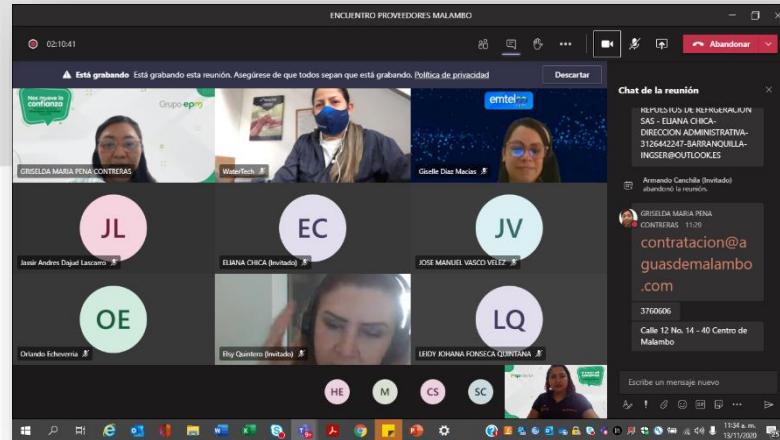 ENCUENTRO PROVEEDORES MALAMBO
02:10:41
Abandonar
Está grabando Está grabando esta reunión. Asegúrese de que todos sepan que está grabando. Política de privacidad
Descartar
Nos mueve la
confianza
Grupo·epm
GRISELDA MARIA PENA CONTRERAS
WaterTech
emtelco
Giselle Diaz Macias
JL
Jassir Andres Dajud Lascarro
EC
ELIANA CHICA (Invitado)
JV
JOSE MANUEL VASCO VELEZ
OE
Orlando Echeverria
Elsy Quintero (Invitado)
LQ
LEIDY JOHANA FONSECA QUINTANA
HE
M
CS
SC
Chat de la reunión
REPUESTOS DE REFRIGERACION
SAS - ELIANA CHICA-
DIRECCION ADMINISTRATIVA-
3126442247-BARRANQUILLA-
INGSER@OUTLOOK.ES
Armando Canchila (Invitado)
abandonó la reunión.
GRISELDA MARIA PENA
CONTRERAS 11:29
contratacion@a
guasdemalambo
.com
3760606
Calle 12 No. 14 - 40 Centro de
Malambo
Escribe un mensaje nuevo
11:34 a. m.
13/11/2020